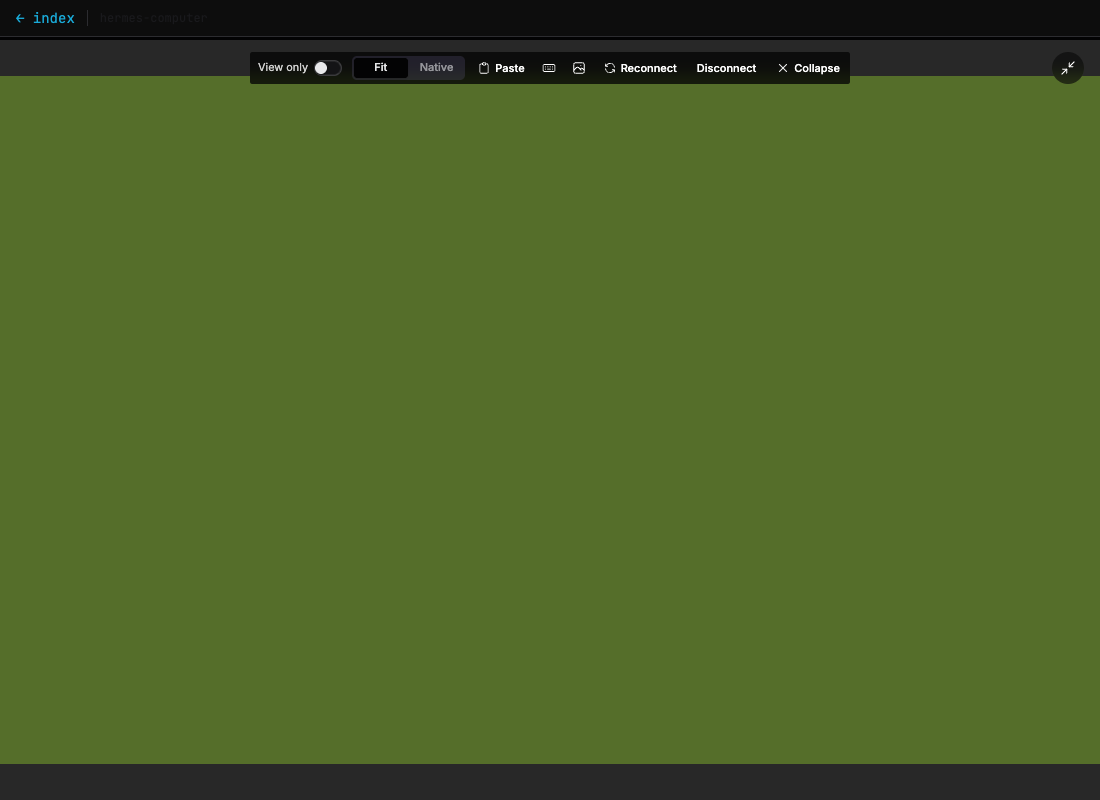 ← index hermes-computer
View only Fit Native Paste Reconnect Disconnect Collapse